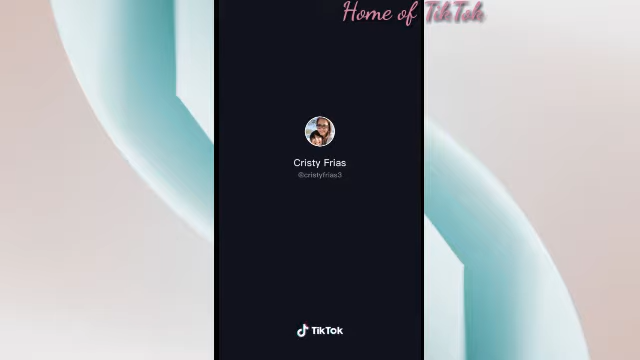 Home of TikTok
Cristy Frias
@cristyfrias3
TikTok